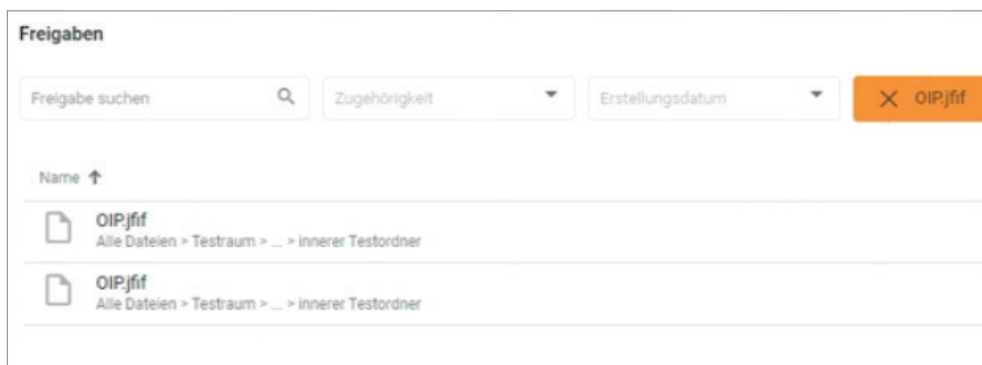 Freigaben
Freigabe suchen Zugehörigkeit Erstellungsdatum OIP.jfif
Name
OIP.jfif
Alle Dateien > Testraum > ... > innerer Testordner
OIP.jfif
Alle Dateien > Testraum > ... > innerer Testordner